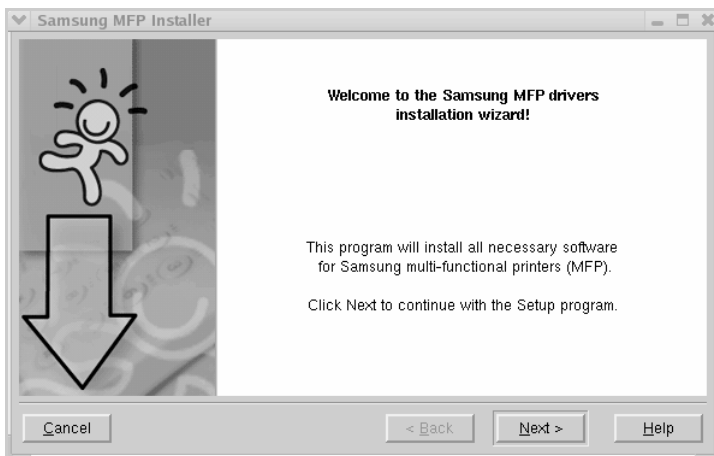 Samsung MFP Installer
Welcome to the Samsung MFP drivers
installation wizard!
This program will install all necessary software
for Samsung multi-functional printers (MFP).
Click Next to continue with the Setup program.
Cancel
< Back
Next >
Help